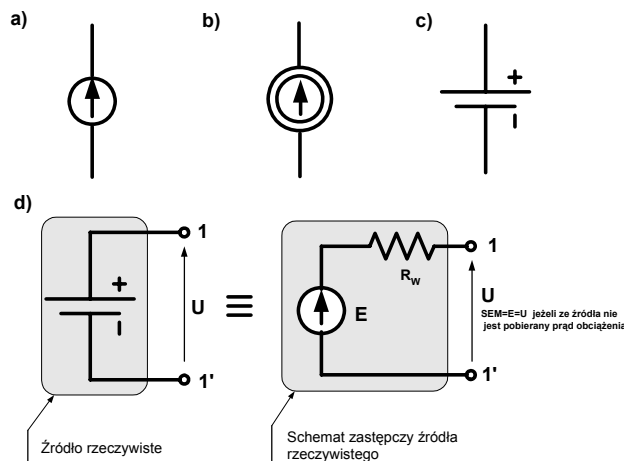 a)
b)
c)
+
–
d)
+
–
1
U
1'
≡
E
R_w
1
U
SEM=E=U jeżeli ze źródła nie
jest pobierany prąd obciążenia
1'
Źródło rzeczywiste
Schemat zastępczy źródła
rzeczywistego